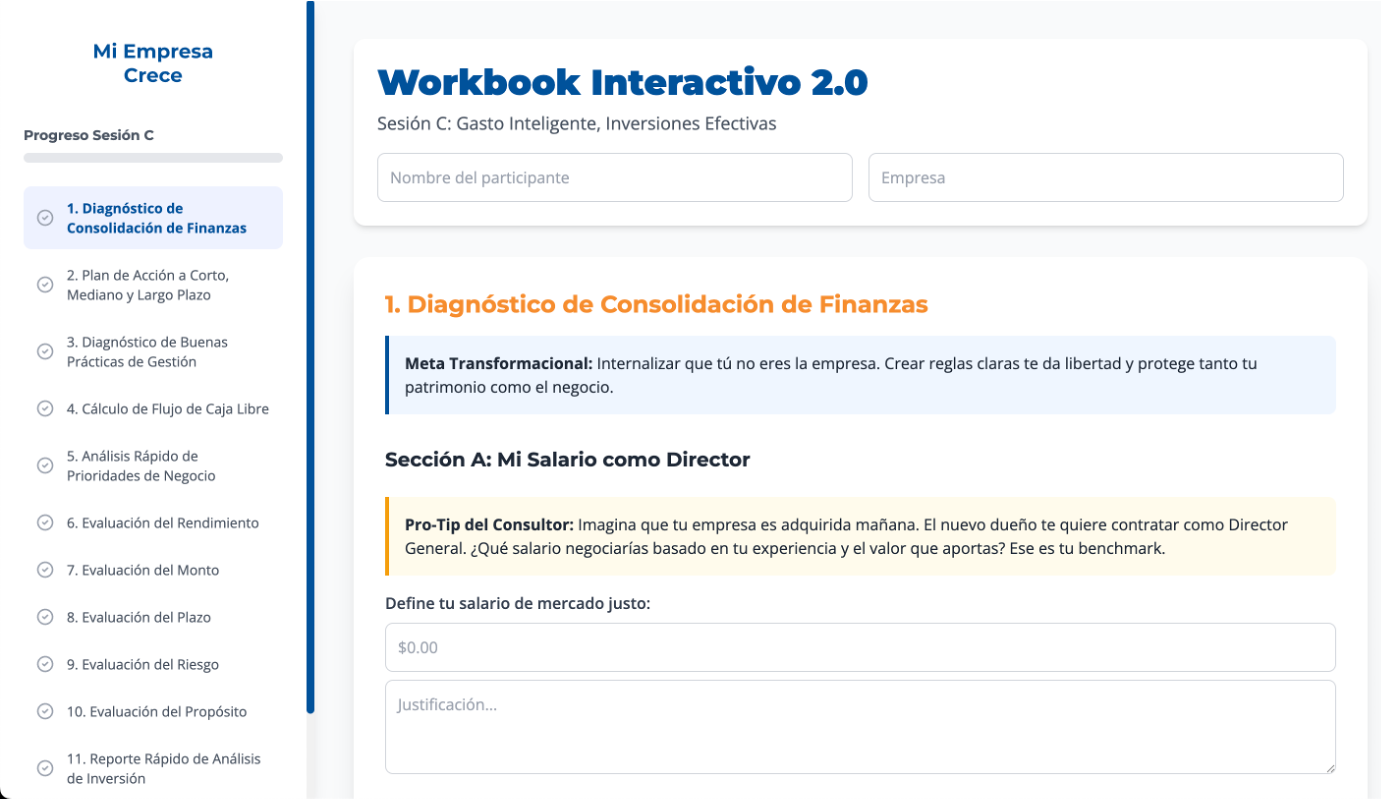 Mi Empresa
Crece
Progreso Sesión C
1. Diagnóstico de
Consolidación de Finanzas
2. Plan de Acción a Corto,
Mediano y Largo Plazo
3. Diagnóstico de Buenas
Prácticas de Gestión
4. Cálculo de Flujo de Caja Libre
5. Análisis Rápido de
Prioridades de Negocio
6. Evaluación del Rendimiento
7. Evaluación del Monto
8. Evaluación del Plazo
9. Evaluación del Riesgo
10. Evaluación del Propósito
11. Reporte Rápido de Análisis
de Inversión
Workbook Interactivo 2.0
Sesión C: Gasto Inteligente, Inversiones Efectivas
Nombre del participante
Empresa
1. Diagnóstico de Consolidación de Finanzas
Meta Transformacional: Internalizar que tú no eres la empresa. Crear reglas claras te da libertad y protege tanto tu
patrimonio como el negocio.
Sección A: Mi Salario como Director
Pro-Tip del Consultor: Imagina que tu empresa es adquirida mañana. El nuevo dueño te quiere contratar como Director
General. ¿Qué salario negociarías basado en tu experiencia y el valor que aportas? Ese es tu benchmark.
Define tu salario de mercado justo:
$0.00
Justificación...